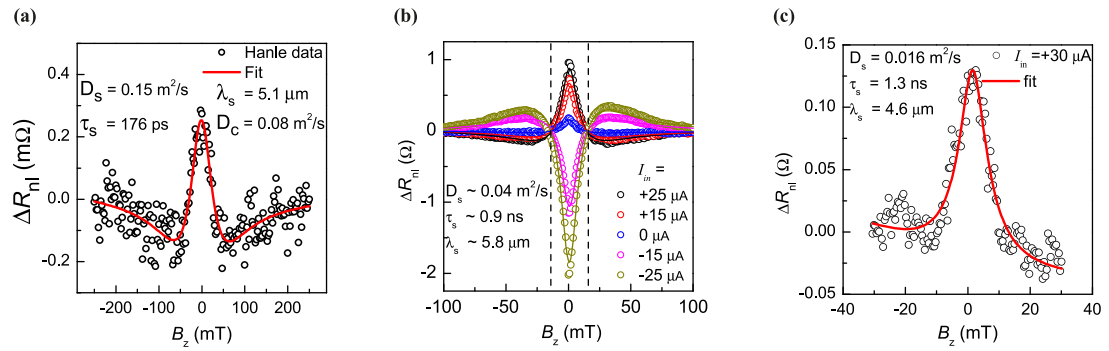 (a)
ΔR_nl (mΩ)
0.4
0.2
0.0
-0.2
Hanle data
Fit
D_s = 0.15 m²/s
λ_s = 5.1 μm
τ_s = 176 ps
D_c = 0.08 m²/s
-200 -100 0 100 200
B_z (mT)
(b)
ΔR_nl (Ω)
1
0
-1
-2
I_in =
+25 μA
+15 μA
0 μA
-15 μA
-25 μA
D_s ~ 0.04 m²/s
τ_s ~ 0.9 ns
λ_s ~ 5.8 μm
-100 -50 0 50 100
B_z (mT)
(c)
ΔR_nl (Ω)
0.15
0.10
0.05
0.00
-0.05
D_s = 0.016 m²/s
τ_s = 1.3 ns
λ_s = 4.6 μm
I_in =+30 μA
fit
-40 -20 0 20 40
B_z (mT)